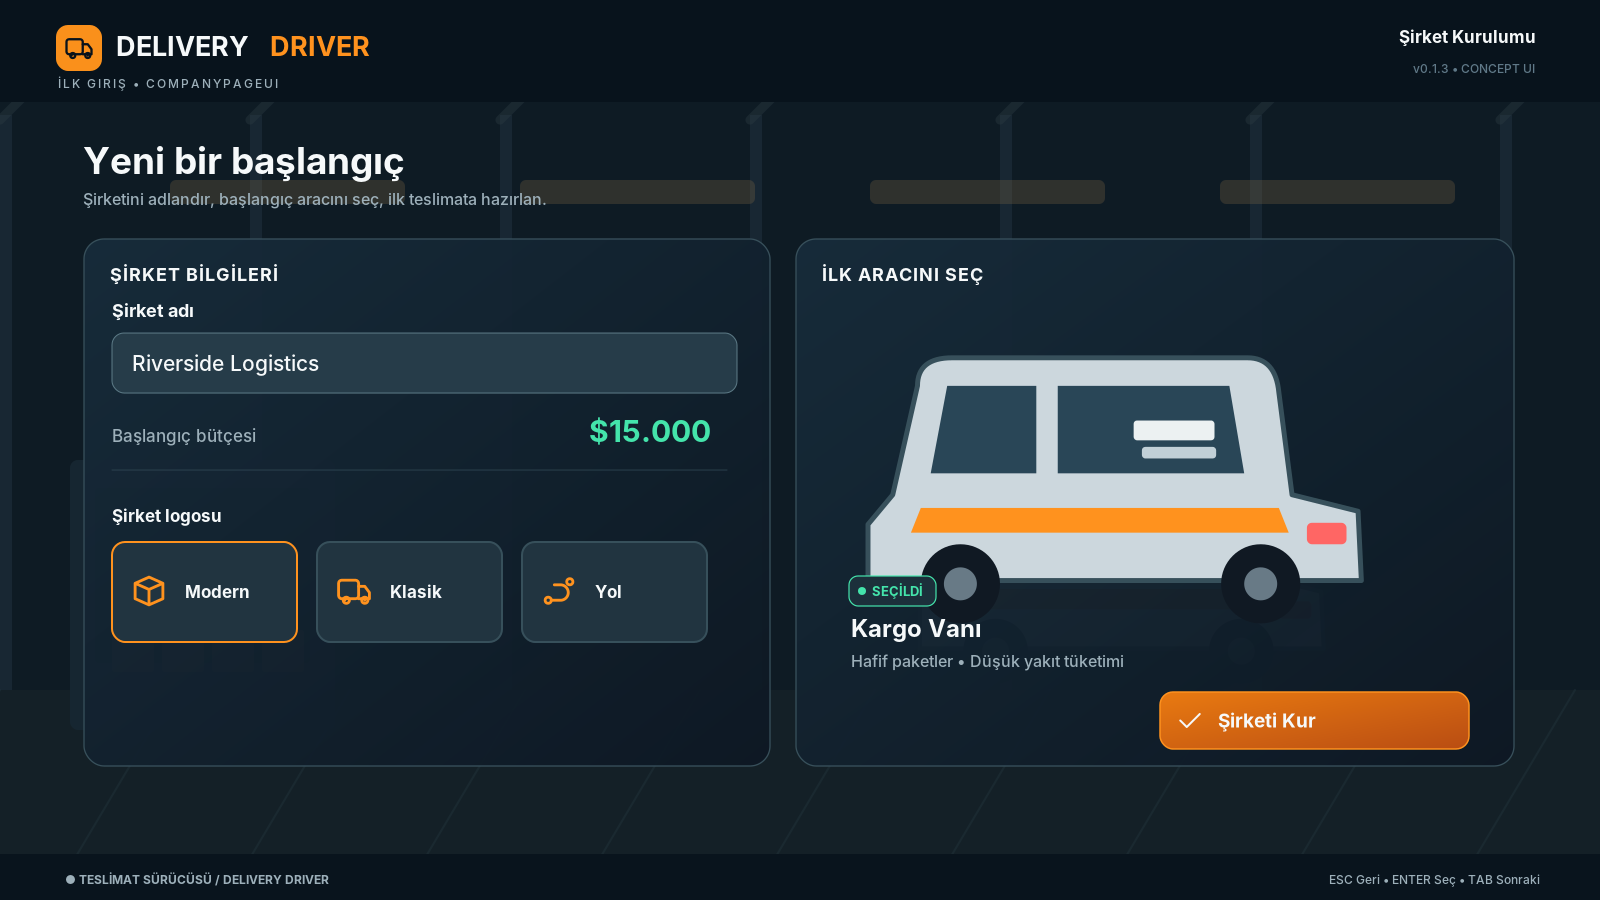 DELIVERY DRIVER
İLK GIRIŞ • COMPANYPAGEUI
Şirket Kurulumu
v0.1.3 • CONCEPT UI
Yeni bir başlangıç
Şirketini adlandır, başlangıç aracını seç, ilk teslimata hazırlan.
ŞİRKET BİLGİLERİ
Şirket adı
Riverside Logistics
Başlangıç bütçesi
$15.000
Şirket logosu
Modern
Klasik
Yol
İLK ARACINI SEÇ
SEÇİLDİ
Kargo Vanı
Hafif paketler • Düşük yakıt tüketimi
Şirketi Kur
TESLİMAT SÜRÜCÜSÜ / DELIVERY DRIVER
ESC Geri • ENTER Seç • TAB Sonraki